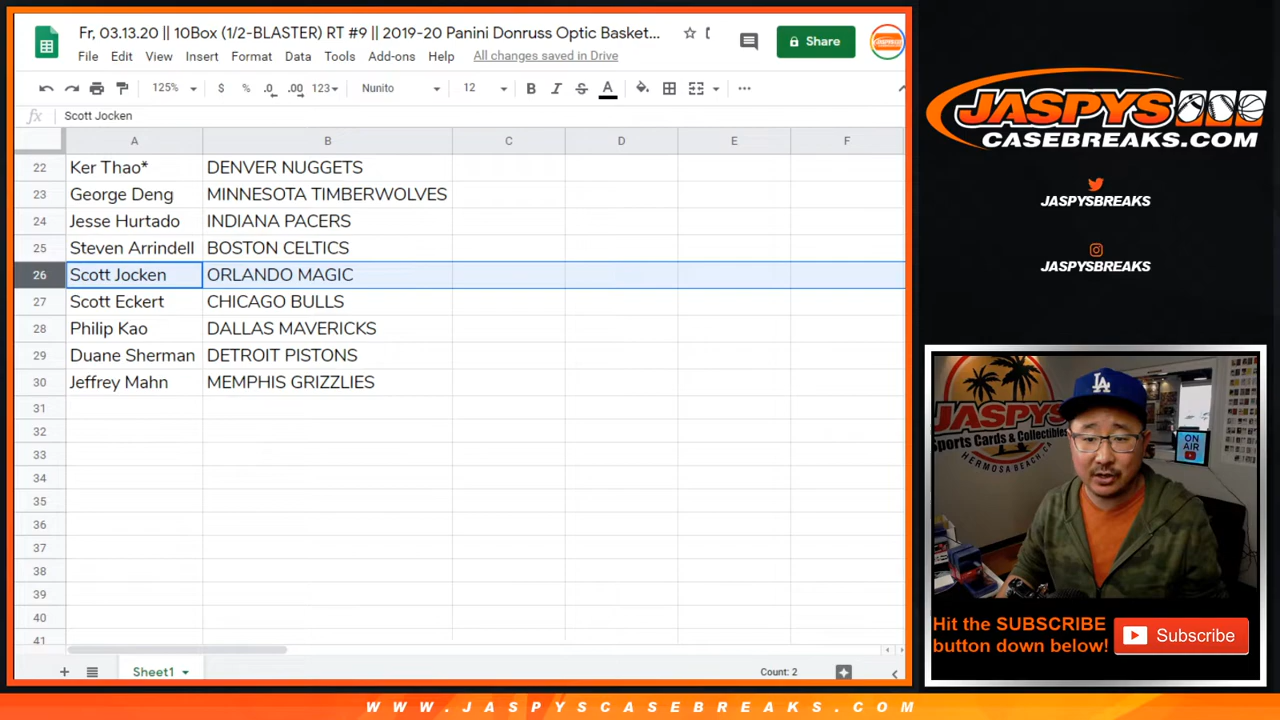 Fr, 03.13.20 || 10Box (1/2-BLASTER) RT #9 || 2019-20 Panini Donruss Optic Basket...
File Edit View Insert Format Data Tools Add-ons Help All changes saved in Drive
Share
125% $ % .0 .00 123 Nunito 12 B I S A
fx Scott Jocken
A B C D E F
22 Ker Thao* DENVER NUGGETS
23 George Deng MINNESOTA TIMBERWOLVES
24 Jesse Hurtado INDIANA PACERS
25 Steven Arrindell BOSTON CELTICS
26 Scott Jocken ORLANDO MAGIC
27 Scott Eckert CHICAGO BULLS
28 Philip Kao DALLAS MAVERICKS
29 Duane Sherman DETROIT PISTONS
30 Jeffrey Mahn MEMPHIS GRIZZLIES
31
32
33
34
35
36
37
38
39
40
41
Sheet1
Count: 2
JASPYS
CASEBREAKS.COM
JASPYSBREAKS
JASPYSBREAKS
JASPYS
Sports Cards & Collectibles
HERMOSA BEACH, CA
LA
ON AIR
Hit the SUBSCRIBE
button down below!
Subscribe
WWW.JASPYSCASEBREAKS.COM